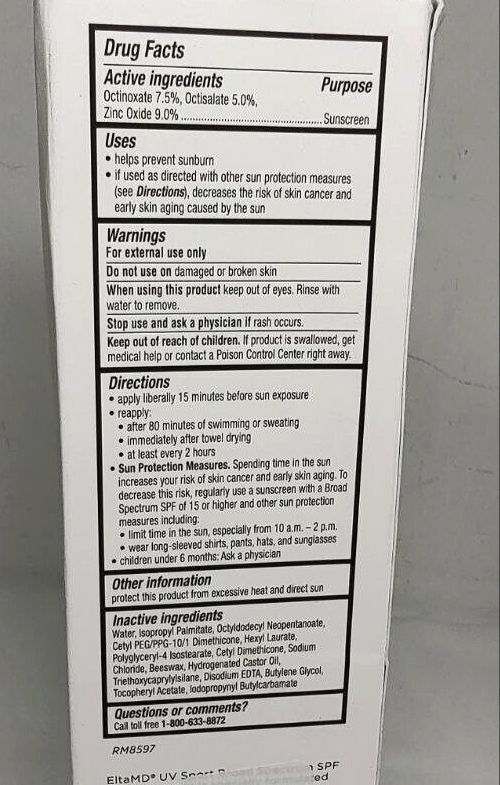 Drug Facts
Active ingredients Purpose
Octinoxate 7.5%, Octisalate 5.0%,
Zinc Oxide 9.0%............................................Sunscreen
Uses
• helps prevent sunburn
• if used as directed with other sun protection measures
(see Directions), decreases the risk of skin cancer and
early skin aging caused by the sun
Warnings
For external use only
Do not use on damaged or broken skin
When using this product keep out of eyes. Rinse with
water to remove.
Stop use and ask a physician if rash occurs.
Keep out of reach of children. If product is swallowed, get
medical help or contact a Poison Control Center right away.
Directions
• apply liberally 15 minutes before sun exposure
• reapply:
• after 80 minutes of swimming or sweating
• immediately after towel drying
• at least every 2 hours
• Sun Protection Measures. Spending time in the sun
increases your risk of skin cancer and early skin aging. To
decrease this risk, regularly use a sunscreen with a Broad
Spectrum SPF of 15 or higher and other sun protection
measures including:
• limit time in the sun, especially from 10 a.m. – 2 p.m.
• wear long-sleeved shirts, pants, hats, and sunglasses
• children under 6 months: Ask a physician
Other information
protect this product from excessive heat and direct sun
Inactive ingredients
Water, Isopropyl Palmitate, Octyldodecyl Neopentanoate,
Cetyl PEG/PPG-10/1 Dimethicone, Hexyl Laurate,
Polyglyceryl-4 Isostearate, Cetyl Dimethicone, Sodium
Chloride, Beeswax, Hydrogenated Castor Oil,
Triethoxycaprylylsilane, Disodium EDTA, Butylene Glycol,
Tocopheryl Acetate, Iodopropynyl Butylcarbamate
Questions or comments?
Call toll free 1-800-633-8872
RM8597
EltaMD® UV Sport SPF